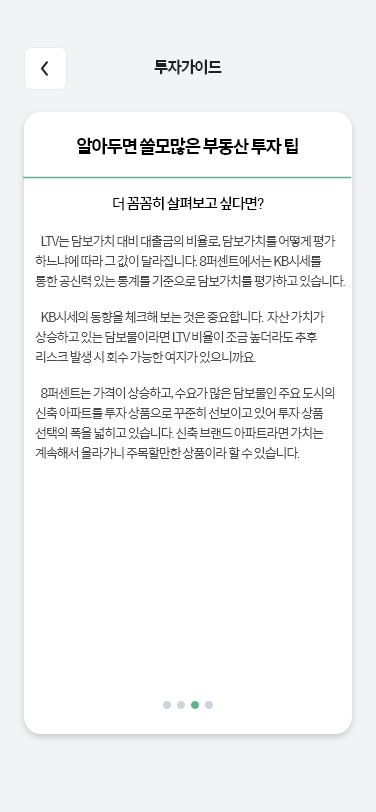 투자가이드
알아두면 쓸모많은 부동산 투자 팁
더 꼼꼼히 살펴보고 싶다면?
LTV는 담보가치 대비 대출금의 비율로, 담보가치를 어떻게 평가
하느냐에 따라 그 값이 달라집니다. 8퍼센트에서는 KB시세를
통한 공신력 있는 통계를 기준으로 담보가치를 평가하고 있습니다.
KB시세의 동향을 체크해 보는 것은 중요합니다. 자산 가치가
상승하고 있는 담보물이라면 LTV 비율이 조금 높더라도 추후
리스크 발생 시 회수 가능한 여지가 있으니까요.
8퍼센트는 가격이 상승하고, 수요가 많은 담보물인 주요 도시의
신축 아파트를 투자 상품으로 꾸준히 선보이고 있어 투자 상품
선택의 폭을 넓히고 있습니다. 신축 브랜드 아파트라면 가치는
계속해서 올라가니 주목할만한 상품이라 할 수 있습니다.